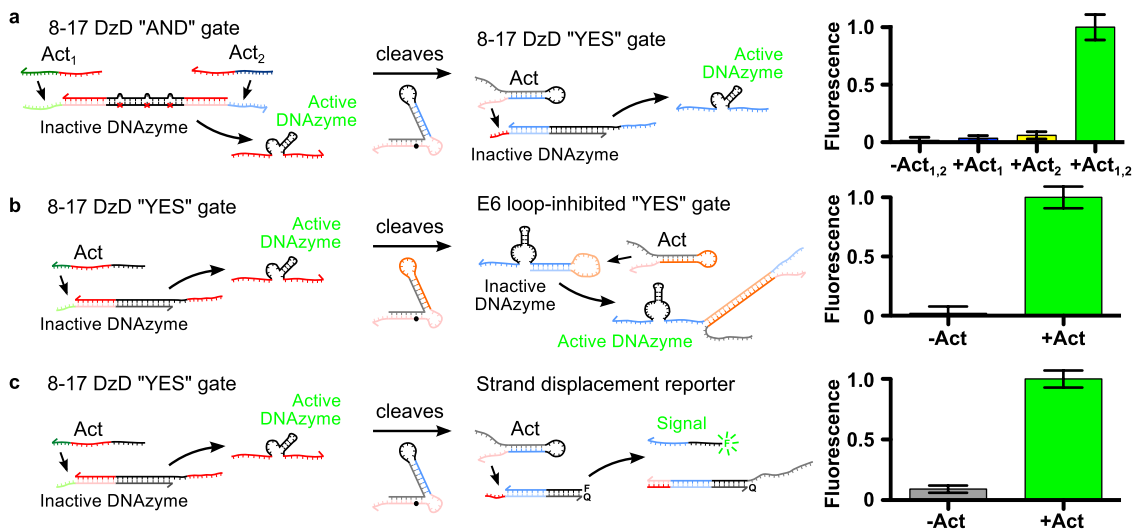 a
8-17 DzD "AND" gate
Act₁
Act₂
Inactive DNAzyme
Active
DNAzyme
cleaves
8-17 DzD "YES" gate
Act
Inactive DNAzyme
Active
DNAzyme
Fluorescence
1.0
0.5
0
-Act₁,₂ +Act₁ +Act₂ +Act₁,₂
b
8-17 DzD "YES" gate
Act
Inactive DNAzyme
Active
DNAzyme
cleaves
E6 loop-inhibited "YES" gate
Act
Inactive
DNAzyme
Active DNAzyme
Fluorescence
1.0
0.5
0
-Act +Act
c
8-17 DzD "YES" gate
Act
Inactive DNAzyme
Active
DNAzyme
cleaves
Strand displacement reporter
Act
F
Q
Signal
F
Q
Fluorescence
1.0
0.5
0
-Act +Act